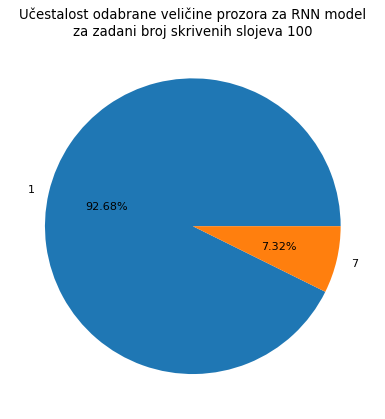 Učestalost odabrane veličine prozora za RNN model
za zadani broj skrivenih slojeva 100
1
92.68%
7.32%
7